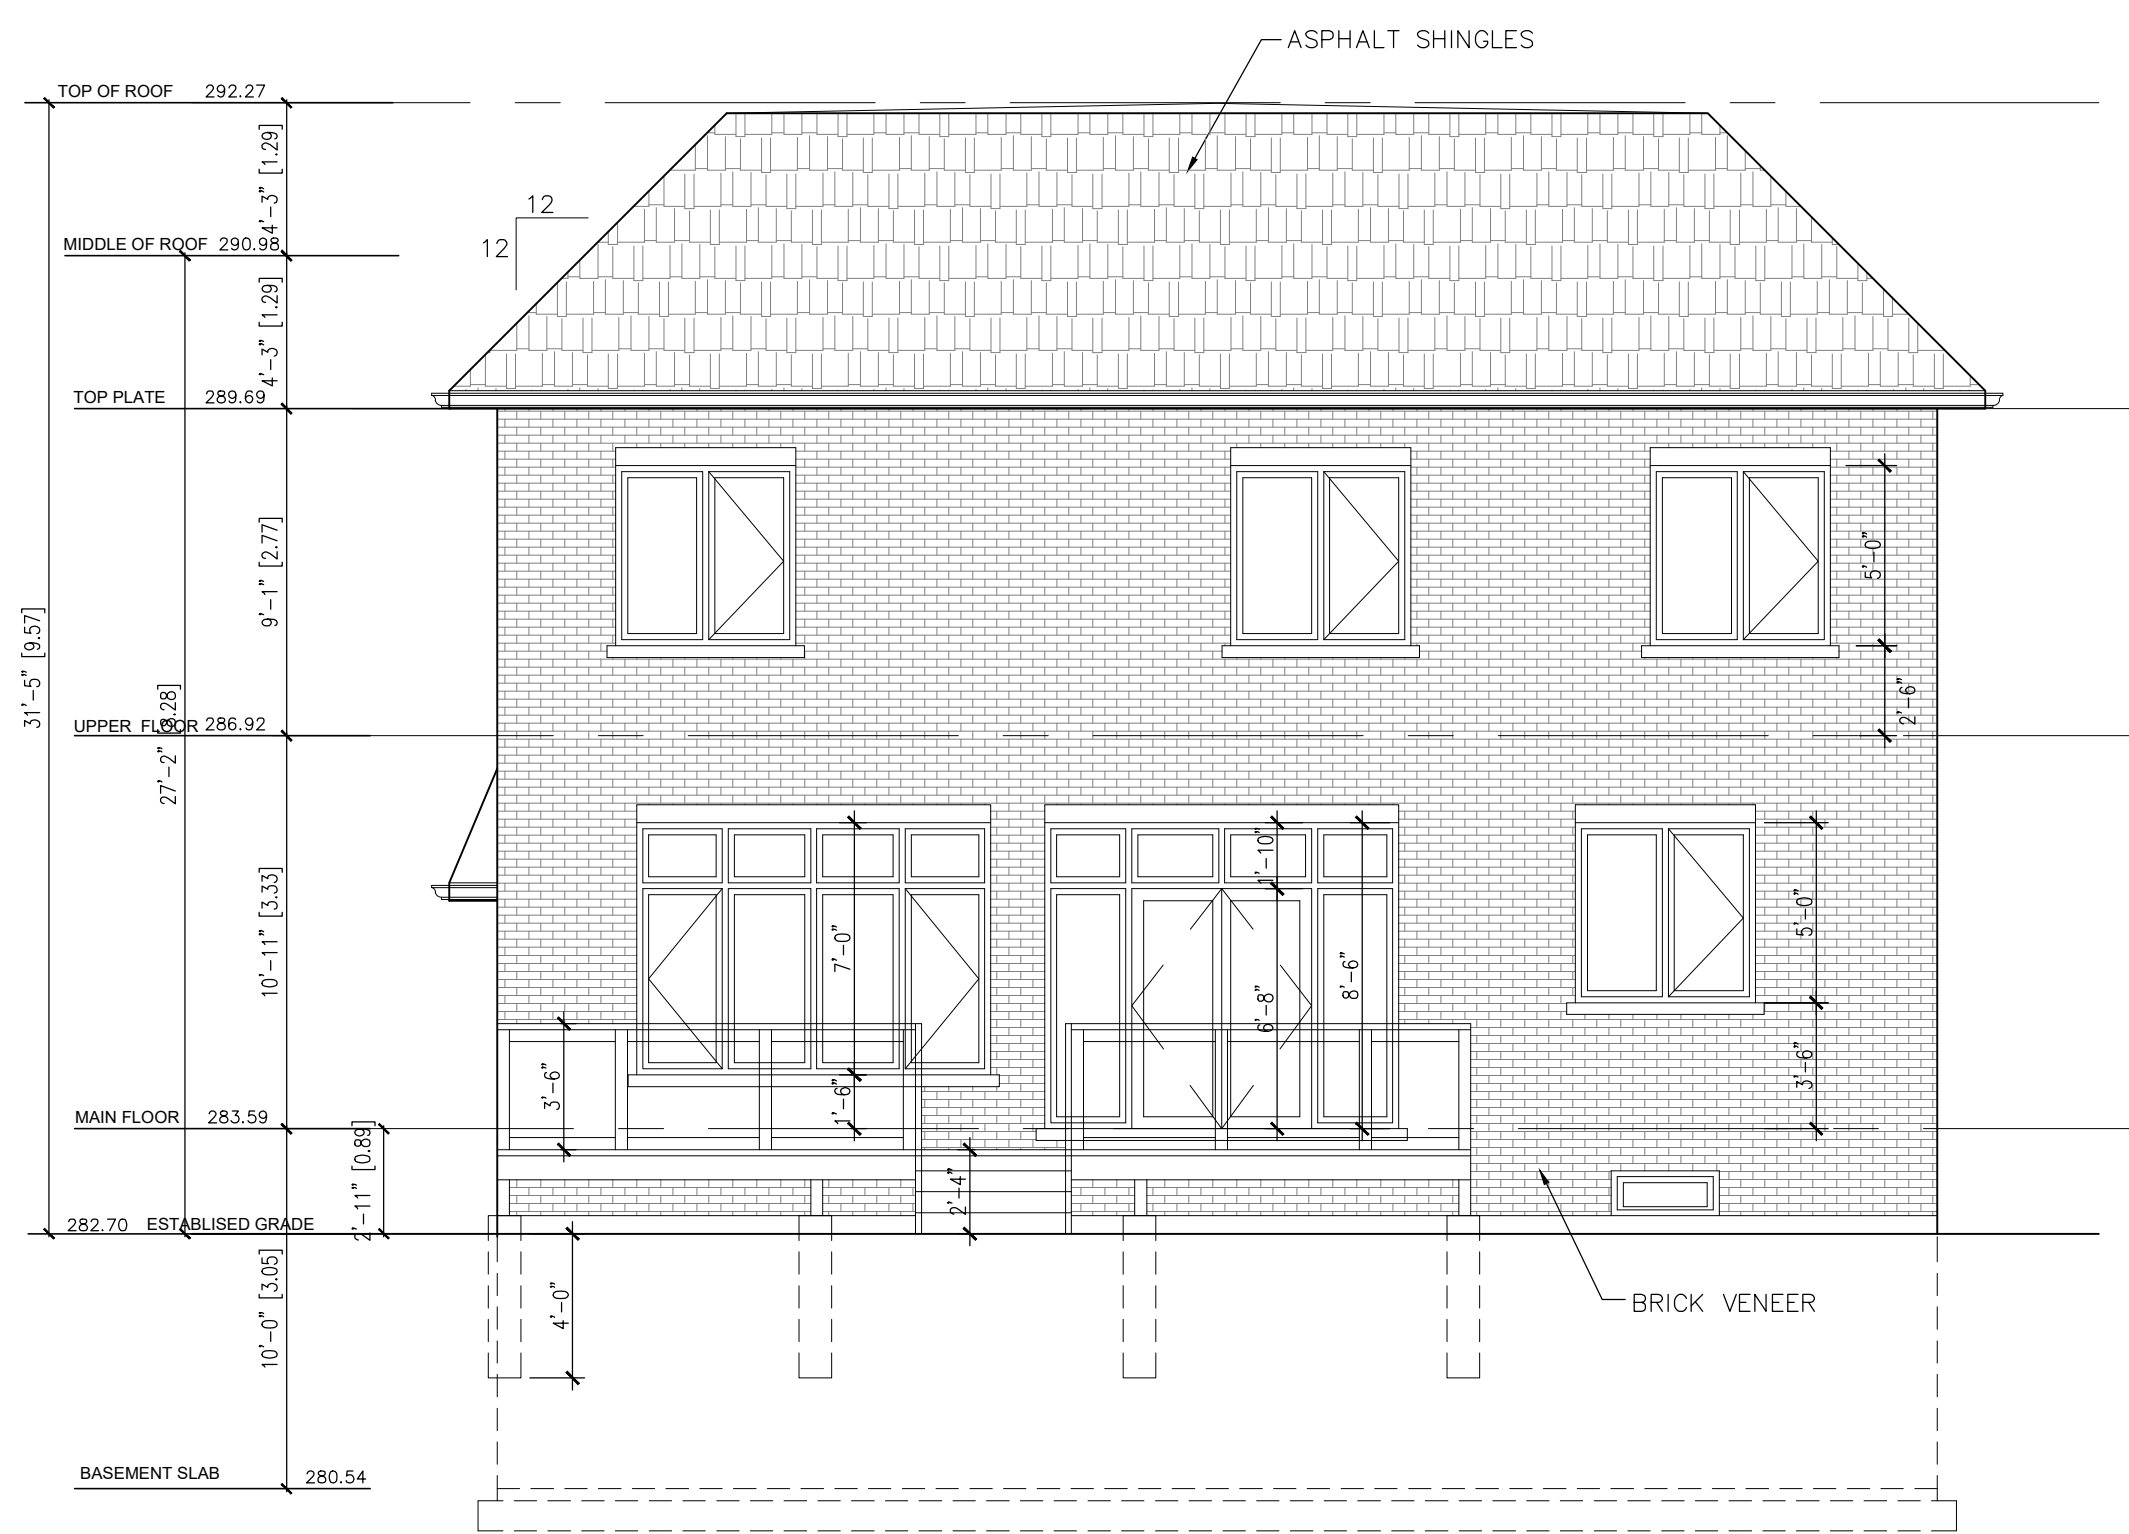 ASPHALT SHINGLES
TOP OF ROOF 292.27
4'-3" [1.29]
12
12
MIDDLE OF ROOF 290.98
4'-3" [1.29]
TOP PLATE 289.69
9'-1" [2.77]
5'-0"
31'-5" [9.57]
27'-2" [8.28]
2'-6"
UPPER FLOOR 286.92
10'-11" [3.33]
1'-10"
7'-0"
8'-6"
6'-8"
5'-0"
3'-6"
1'-6"
3'-6"
MAIN FLOOR 283.59
2'-11" [0.89]
2'-4"
282.70 ESTABLISED GRADE
10'-0" [3.05]
4'-0"
BRICK VENEER
BASEMENT SLAB 280.54